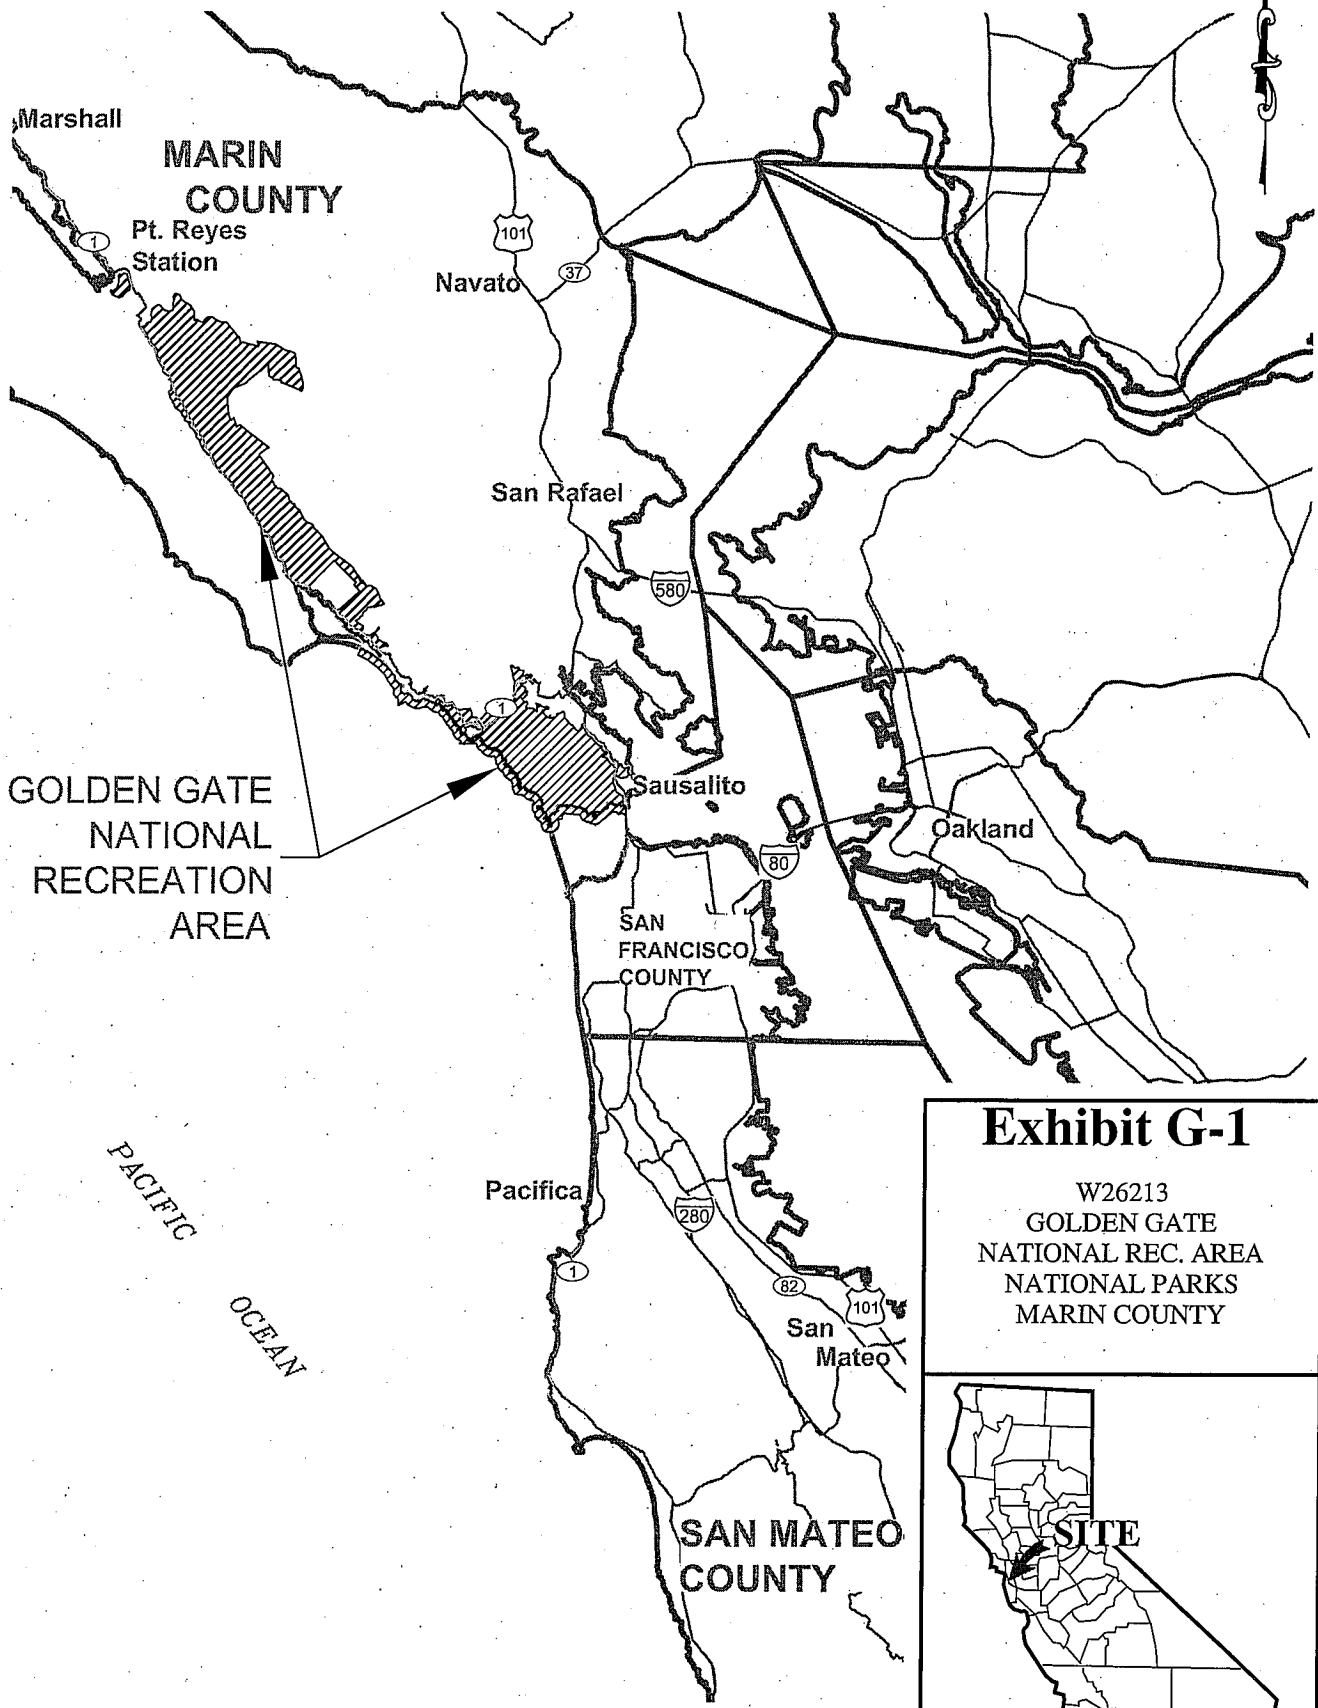 Marshall
MARIN
COUNTY
1
Pt. Reyes
Station
101
Navato
37
San Rafael
580
1
GOLDEN GATE
NATIONAL
RECREATION
AREA
Sausalito
Oakland
80
SAN
FRANCISCO
COUNTY
PACIFIC
OCEAN
Pacifica
280
1
82
101
San
Mateo
SAN MATEO
COUNTY
Exhibit G-1
W26213
GOLDEN GATE
NATIONAL REC. AREA
NATIONAL PARKS
MARIN COUNTY
SITE